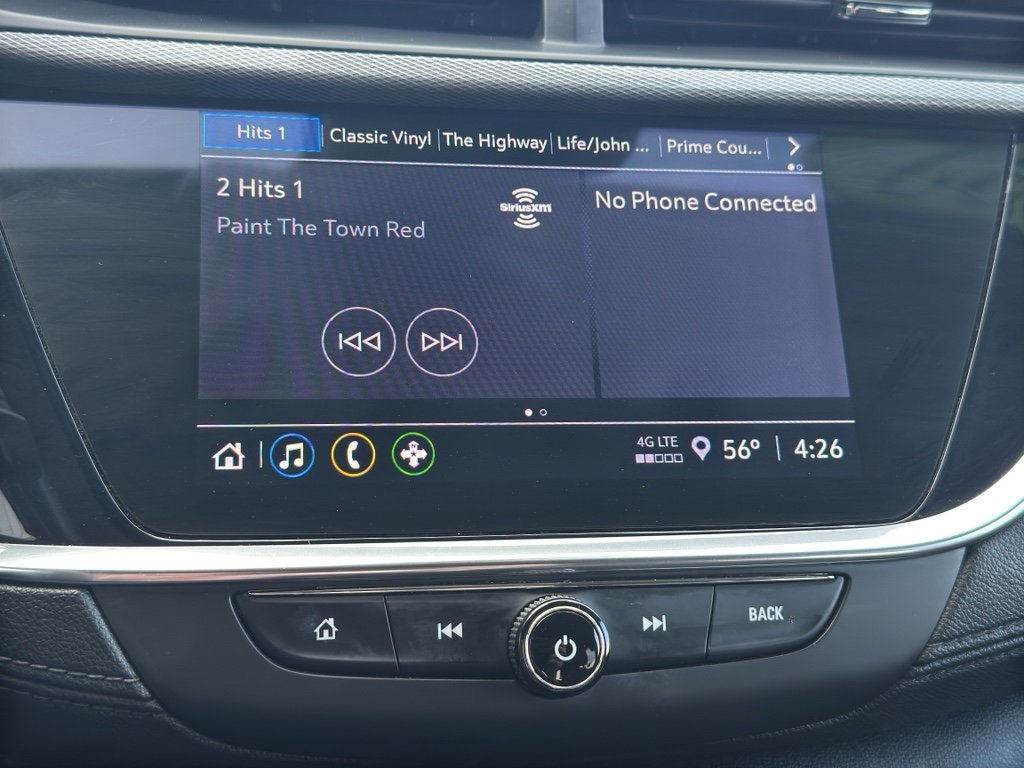 Hits 1 Classic Vinyl The Highway Life/John ... Prime Cou...
2 Hits 1
SiriusXM
No Phone Connected
Paint The Town Red
4G LTE
56° 4:26
BACK